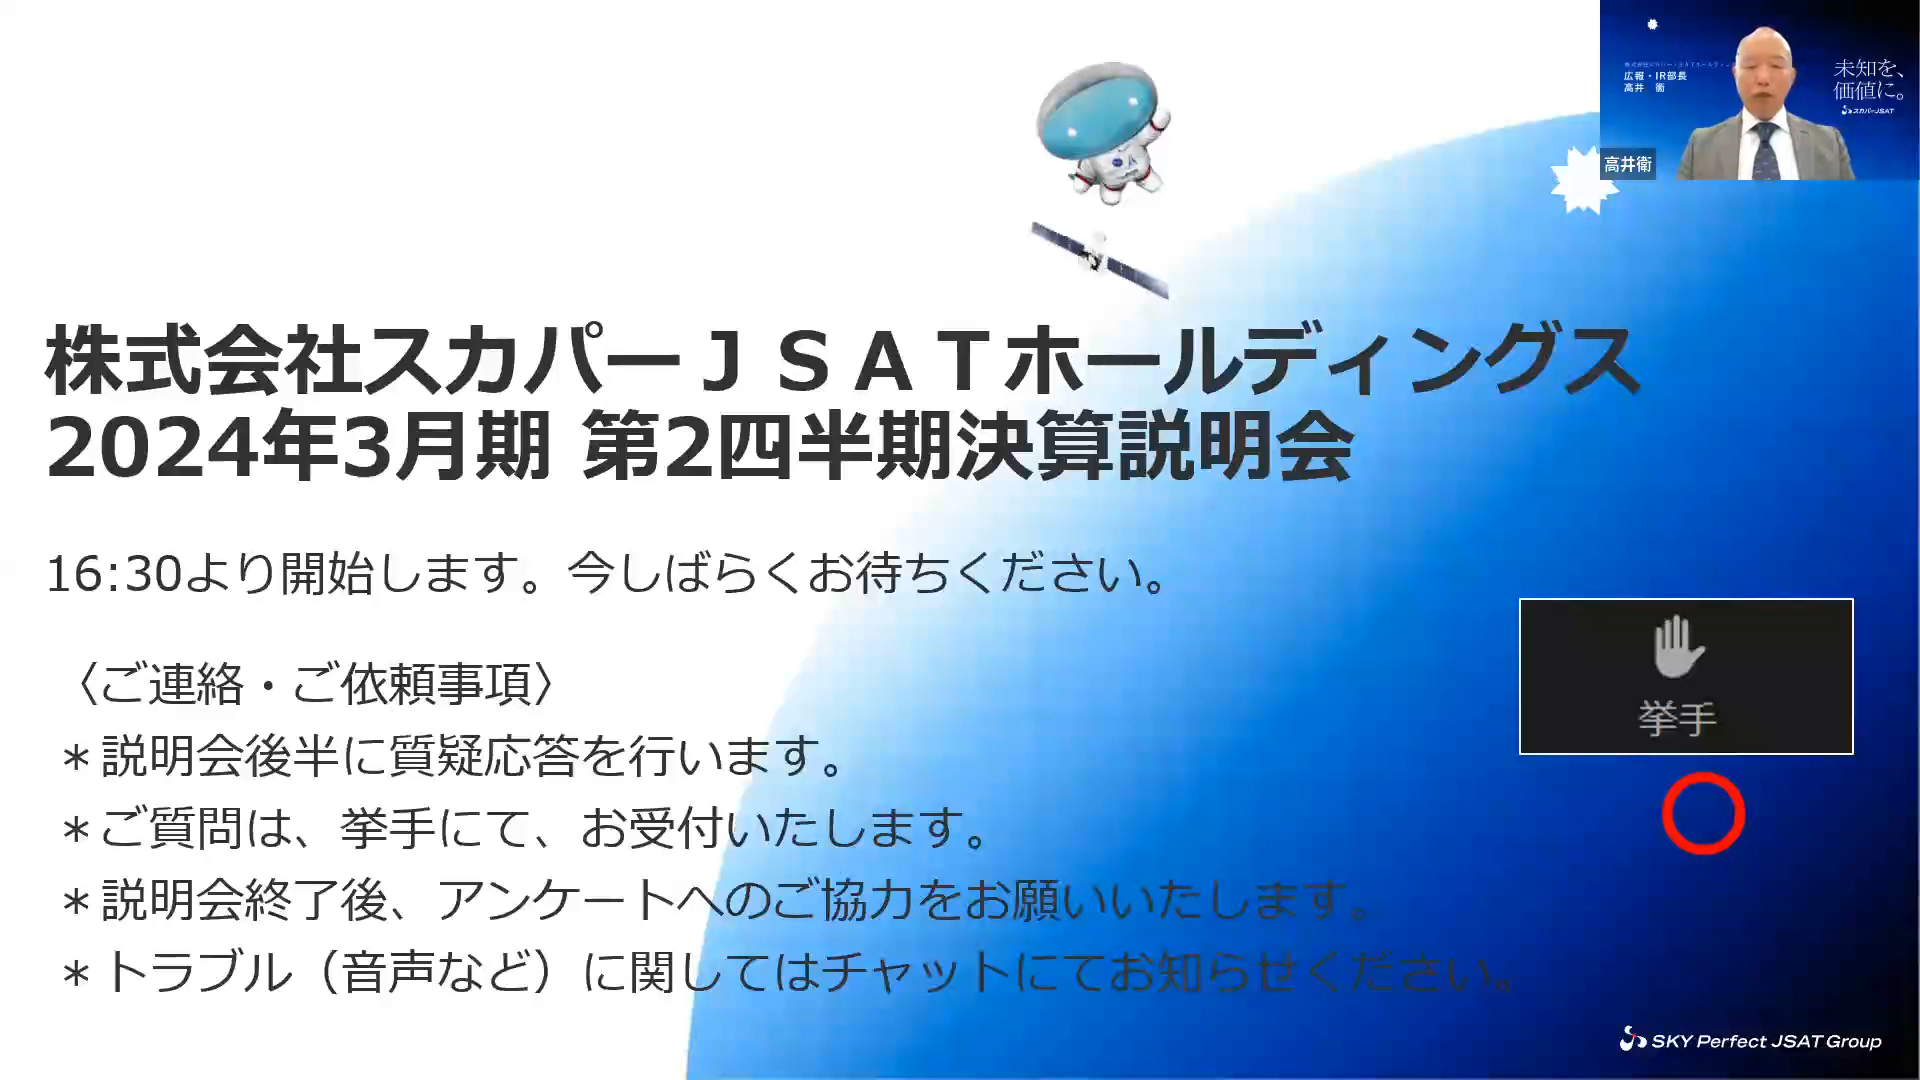 株式会社スカパーＪＳＡＴホールディングス
2024年3月期 第2四半期決算説明会
16:30より開始します。今しばらくお待ちください。
〈ご連絡・ご依頼事項〉
＊説明会後半に質疑応答を行います。
＊ご質問は、挙手にて、お受付いたします。
＊説明会終了後、アンケートへのご協力をお願いいたします。
＊トラブル（音声など）に関してはチャットにてお知らせください。
挙手
SKY Perfect JSAT Group
広報・IR部長
高井　衛
未知を、
価値に。
スカパーJSAT
高井衛